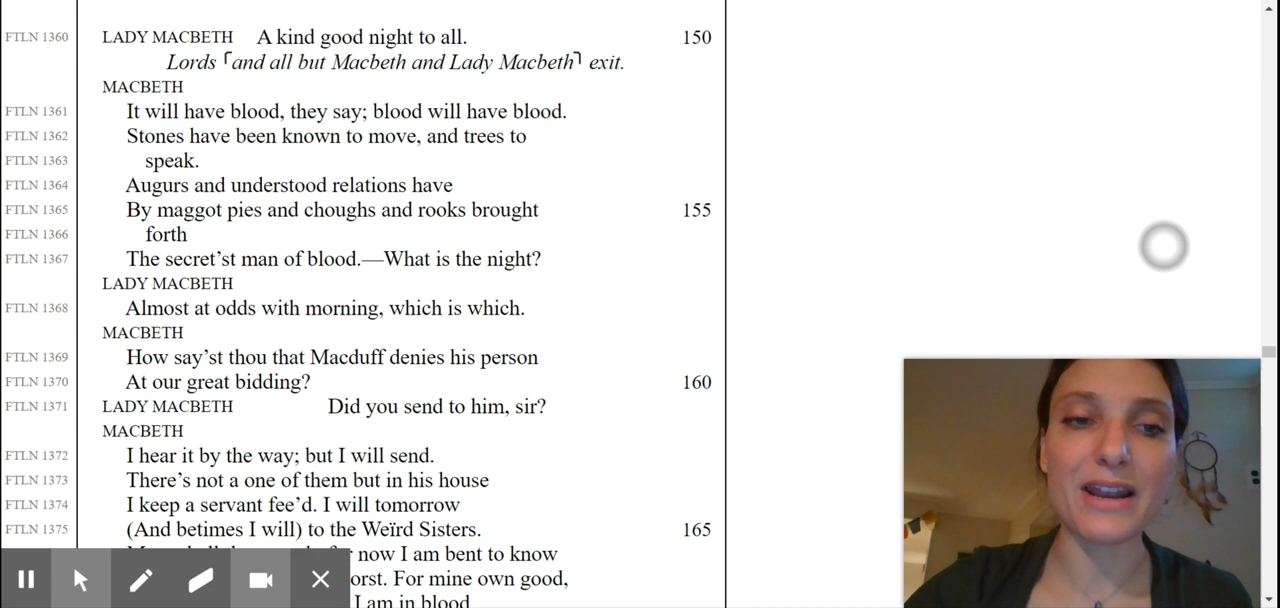 FTLN 1360 LADY MACBETH A kind good night to all. 150
Lords ⌜and all but Macbeth and Lady Macbeth⌝ exit.
MACBETH
FTLN 1361 It will have blood, they say; blood will have blood.
FTLN 1362 Stones have been known to move, and trees to
FTLN 1363 speak.
FTLN 1364 Augurs and understood relations have
FTLN 1365 By maggot pies and choughs and rooks brought 155
FTLN 1366 forth
FTLN 1367 The secret’st man of blood.—What is the night?
LADY MACBETH
FTLN 1368 Almost at odds with morning, which is which.
MACBETH
FTLN 1369 How say’st thou that Macduff denies his person
FTLN 1370 At our great bidding? 160
FTLN 1371 LADY MACBETH Did you send to him, sir?
MACBETH
FTLN 1372 I hear it by the way; but I will send.
FTLN 1373 There’s not a one of them but in his house
FTLN 1374 I keep a servant fee’d. I will tomorrow
FTLN 1375 (And betimes I will) to the Weïrd Sisters. 165
now I am bent to know
orst. For mine own good,
I am in blood